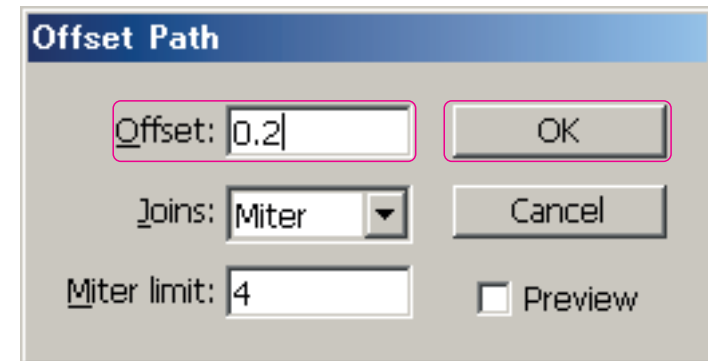 Offset Path
Offset: 0.2 OK
Joins: Miter Cancel
Miter limit: 4 Preview